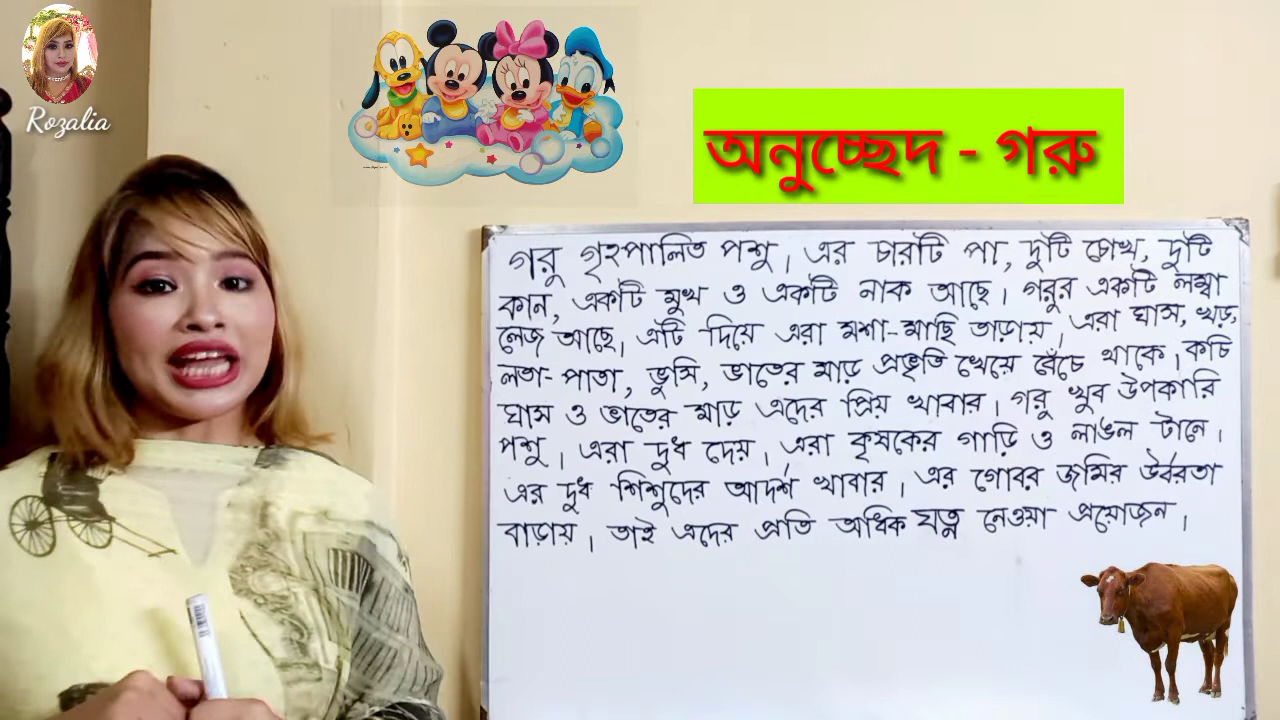 Rozalia
অনুচ্ছেদ - গরু
গরু গৃহপালিত পশু। এর চারটি পা, দুটি চোখ, দুটি
কান, একটি মুখ ও একটি নাক আছে। গরুর একটি লম্বা
লেজ আছে। এটি দিয়ে এরা মশা-মাছি তাড়ায়। এরা ঘাস, খড়,
লতা-পাতা, ভুসি, ভাতের মাড় প্রভৃতি খেয়ে বেঁচে থাকে। কচি
ঘাস ও ভাতের মাড় এদের প্রিয় খাবার। গরু খুব উপকারি
পশু। এরা দুধ দেয়। এরা কৃষকের গাড়ি ও লাঙল টানে।
এর দুধ শিশুদের আদর্শ খাবার। এর গোবর জমির উর্বরতা
বাড়ায়। তাই এদের প্রতি অধিক যত্ন নেওয়া প্রয়োজন।